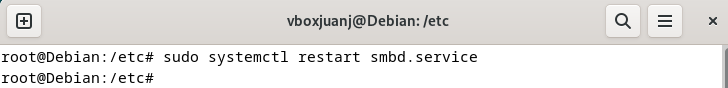 vboxjuanj@Debian: /etc
root@Debian:/etc# sudo systemctl restart smbd.service
root@Debian:/etc#